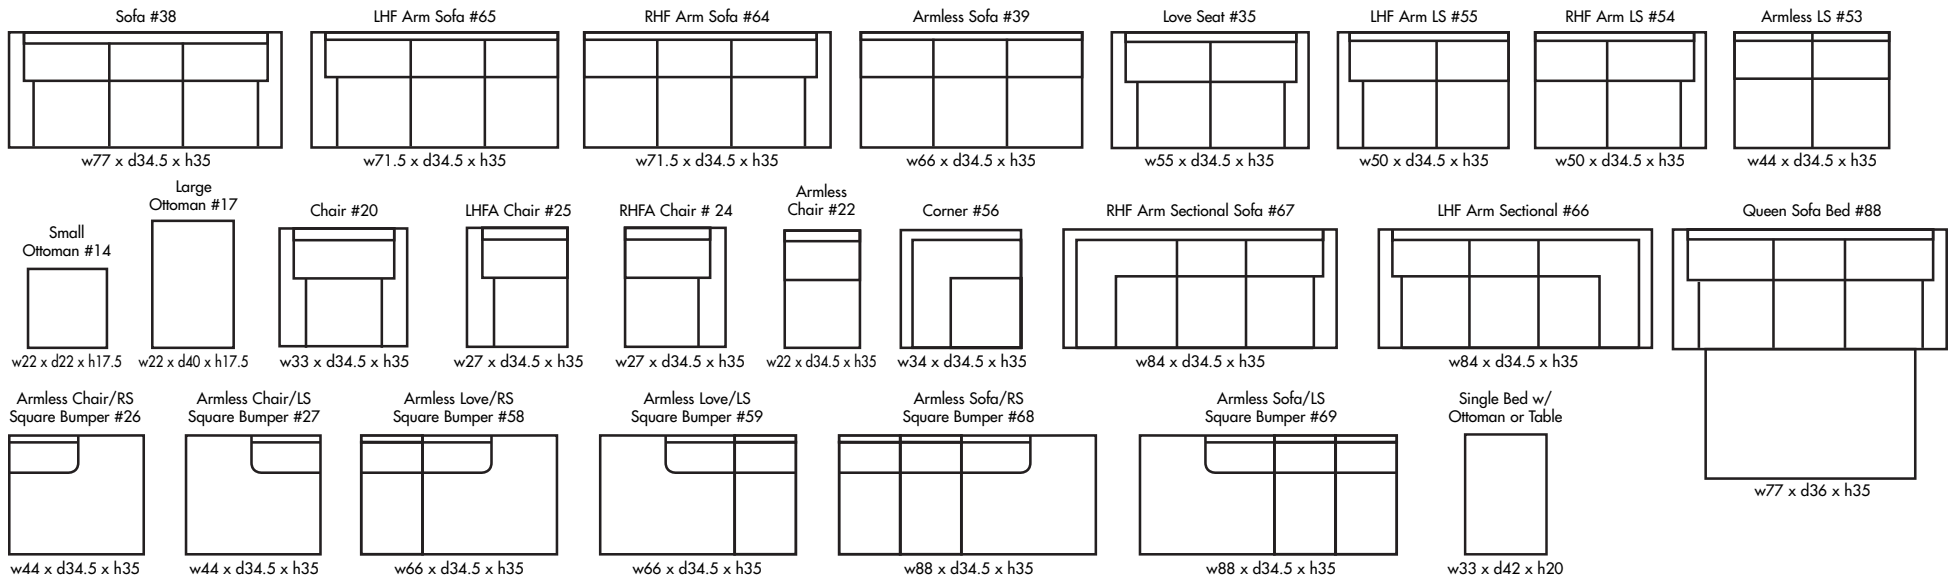 Sofa #38
w77 x d34.5 x h35
LHF Arm Sofa #65
w71.5 x d34.5 x h35
RHF Arm Sofa #64
w71.5 x d34.5 x h35
Armless Sofa #39
w66 x d34.5 x h35
Love Seat #35
w55 x d34.5 x h35
LHF Arm LS #55
w50 x d34.5 x h35
RHF Arm LS #54
w50 x d34.5 x h35
Armless LS #53
w44 x d34.5 x h35
Small
Ottoman #14
w22 x d22 x h17.5
Large
Ottoman #17
w22 x d40 x h17.5
Chair #20
w33 x d34.5 x h35
LHFA Chair #25
w27 x d34.5 x h35
RHFA Chair # 24
w27 x d34.5 x h35
Armless
Chair #22
w22 x d34.5 x h35
Corner #56
w34 x d34.5 x h35
RHF Arm Sectional Sofa #67
w84 x d34.5 x h35
LHF Arm Sectional #66
w84 x d34.5 x h35
Queen Sofa Bed #88
w77 x d36 x h35
Armless Chair/RS
Square Bumper #26
w44 x d34.5 x h35
Armless Chair/LS
Square Bumper #27
w44 x d34.5 x h35
Armless Love/RS
Square Bumper #58
w66 x d34.5 x h35
Armless Love/LS
Square Bumper #59
w66 x d34.5 x h35
Armless Sofa/RS
Square Bumper #68
w88 x d34.5 x h35
Armless Sofa/LS
Square Bumper #69
w88 x d34.5 x h35
Single Bed w/
Ottoman or Table
w33 x d42 x h20